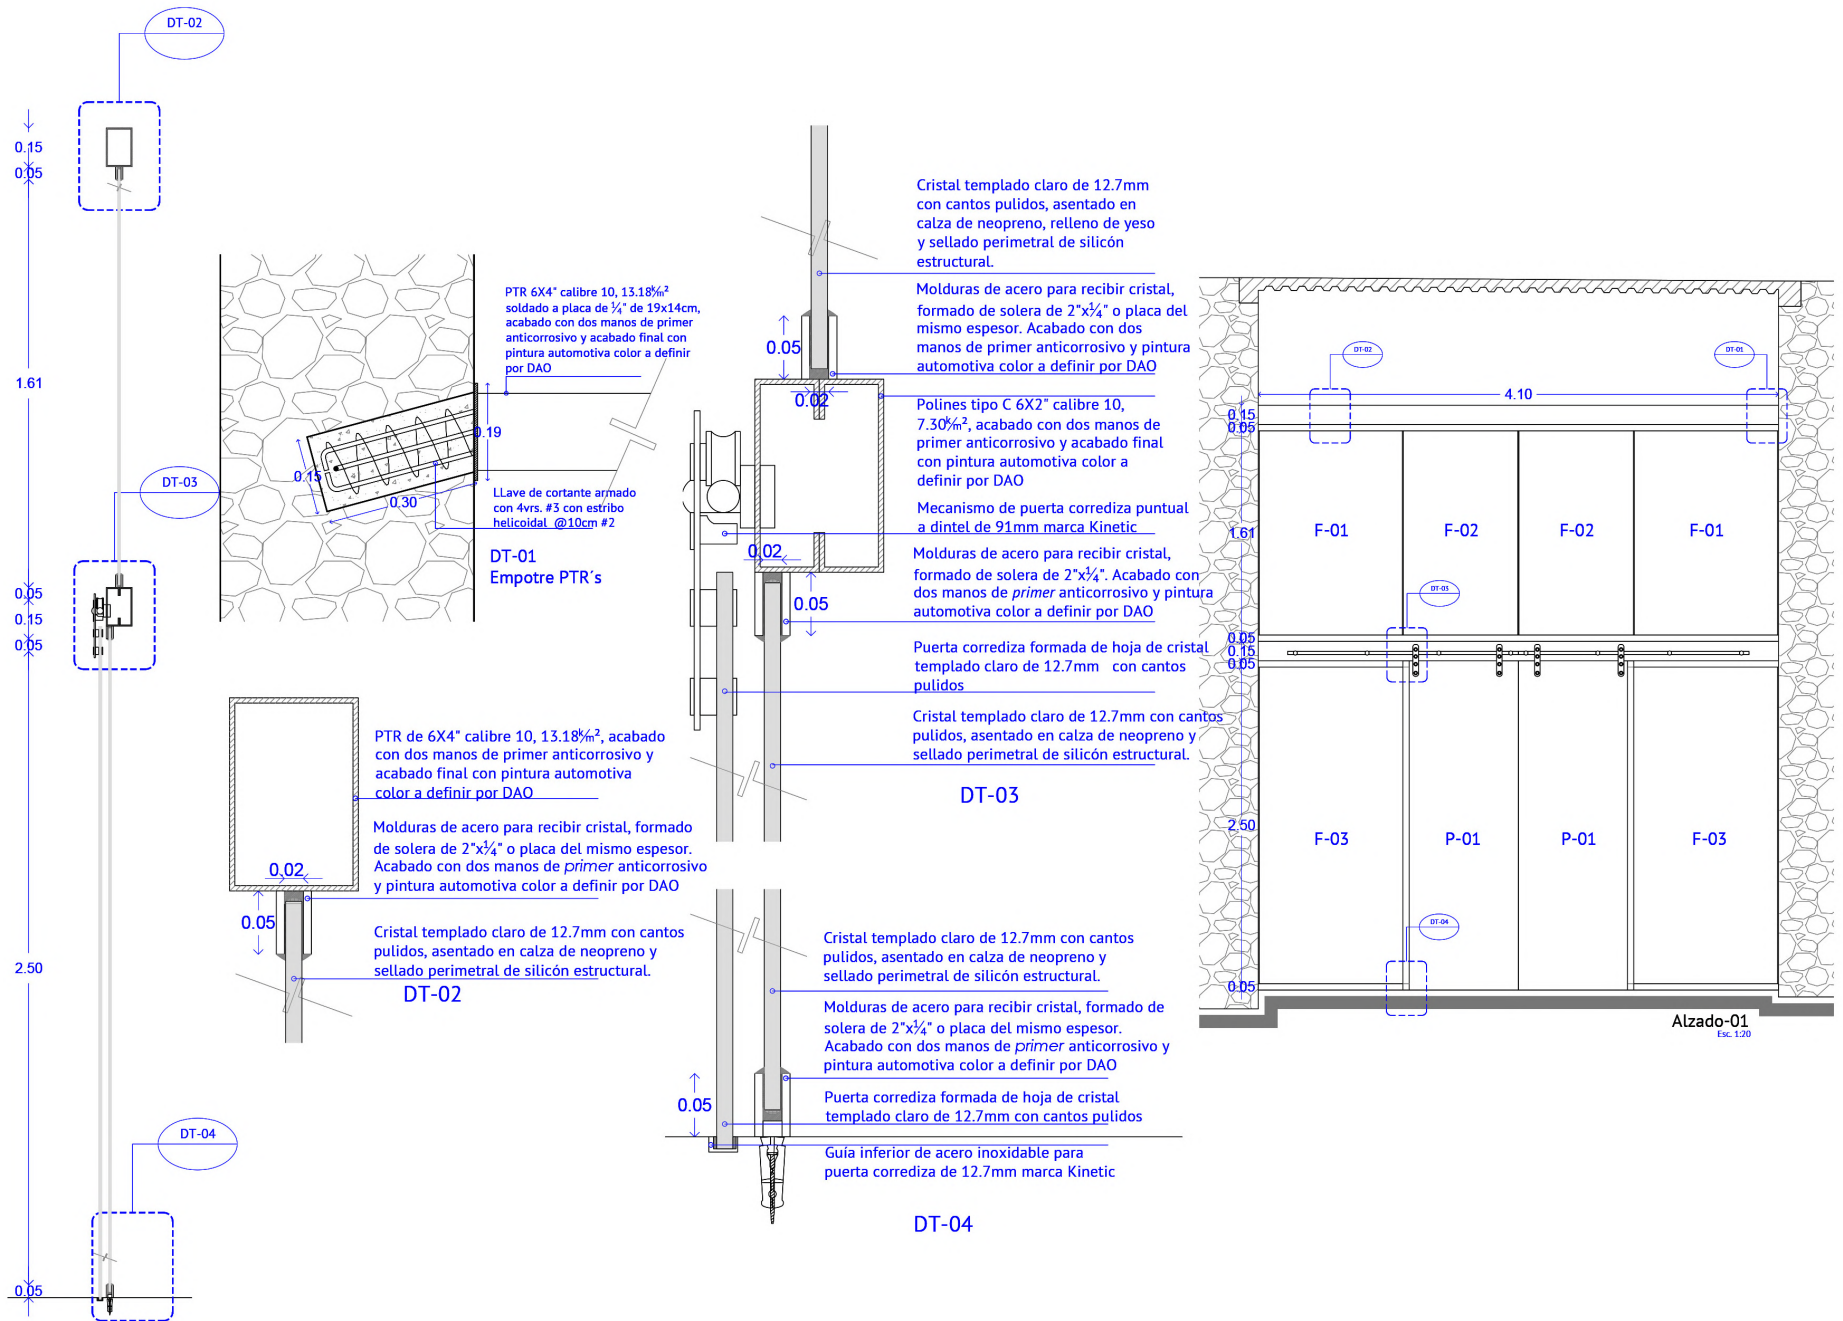 DT-02
0.15
0.05
1.61
DT-03
0.05
0.15
0.05
2.50
DT-04
0.05
PTR 6X4" calibre 10, 13.18k/m²
soldado a placa de ¼" de 19x14cm,
acabado con dos manos de primer
anticorrosivo y acabado final con
pintura automotiva color a definir
por DAO
0.19
0.15
0.30
LLave de cortante armado
con 4vrs. #3 con estribo
helicoidal @10cm #2
DT-01
Empotre PTR´s
PTR de 6X4" calibre 10, 13.18k/m², acabado
con dos manos de primer anticorrosivo y
acabado final con pintura automotiva
color a definir por DAO
Molduras de acero para recibir cristal, formado
de solera de 2"x¼" o placa del mismo espesor.
Acabado con dos manos de primer anticorrosivo
y pintura automotiva color a definir por DAO
0.02
0.05
Cristal templado claro de 12.7mm con cantos
pulidos, asentado en calza de neopreno y
sellado perimetral de silicón estructural.
DT-02
Cristal templado claro de 12.7mm
con cantos pulidos, asentado en
calza de neopreno, relleno de yeso
y sellado perimetral de silicón
estructural.
Molduras de acero para recibir cristal,
formado de solera de 2"x¼" o placa del
mismo espesor. Acabado con dos
manos de primer anticorrosivo y pintura
automotiva color a definir por DAO
0.05
0.02
Polines tipo C 6X2" calibre 10,
7.30k/m², acabado con dos manos de
primer anticorrosivo y acabado final
con pintura automotiva color a
definir por DAO
Mecanismo de puerta corrediza puntual
a dintel de 91mm marca Kinetic
0.02
Molduras de acero para recibir cristal,
formado de solera de 2"x¼". Acabado con
dos manos de primer anticorrosivo y pintura
automotiva color a definir por DAO
0.05
Puerta corrediza formada de hoja de cristal
templado claro de 12.7mm con cantos
pulidos
Cristal templado claro de 12.7mm con cantos
pulidos, asentado en calza de neopreno y
sellado perimetral de silicón estructural.
DT-03
Cristal templado claro de 12.7mm con cantos
pulidos, asentado en calza de neopreno y
sellado perimetral de silicón estructural.
Molduras de acero para recibir cristal, formado de
solera de 2"x¼" o placa del mismo espesor.
Acabado con dos manos de primer anticorrosivo y
pintura automotiva color a definir por DAO
0.05
Puerta corrediza formada de hoja de cristal
templado claro de 12.7mm con cantos pulidos
Guía inferior de acero inoxidable para
puerta corrediza de 12.7mm marca Kinetic
DT-04
DT-02
DT-01
4.10
0.15
0.05
F-01
F-02
F-02
F-01
1.61
DT-03
0.05
0.15
0.05
2.50
F-03
P-01
P-01
F-03
DT-04
0.05
Alzado-01
Esc. 1:20